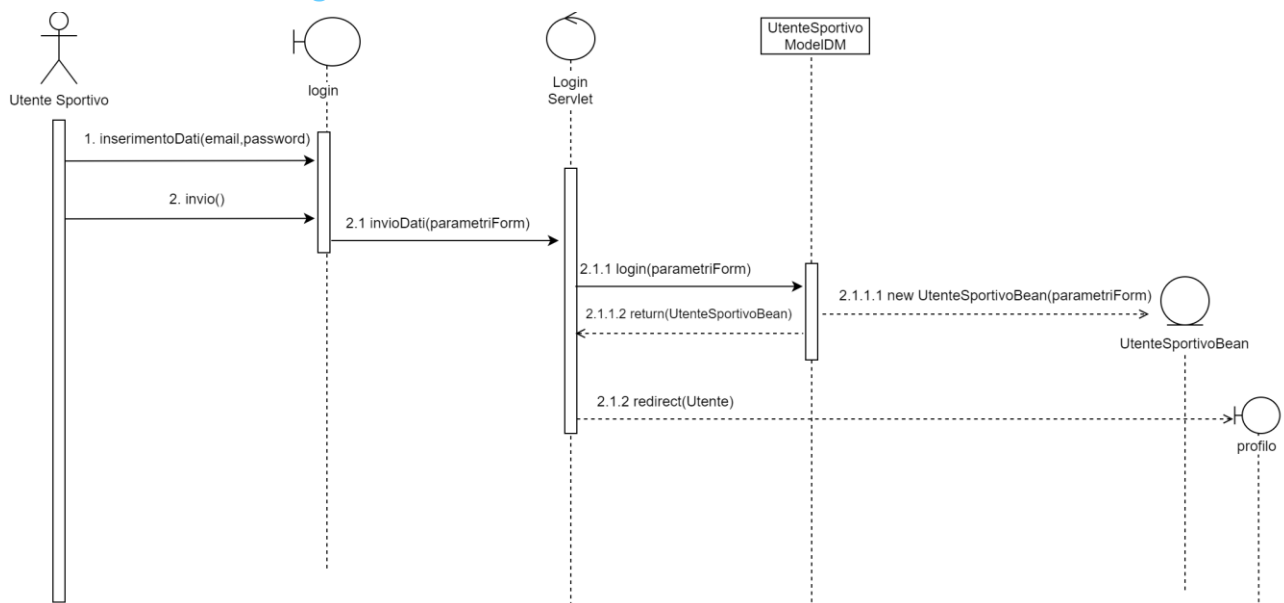 UtenteSportivo
ModelDM
Utente Sportivo
login
Login
Servlet
1. inserimentoDati(email,password)
2. invio()
2.1 invioDati(parametriForm)
2.1.1 login(parametriForm)
2.1.1.1 new UtenteSportivoBean(parametriForm)
2.1.1.2 return(UtenteSportivoBean)
UtenteSportivoBean
2.1.2 redirect(Utente)
profilo